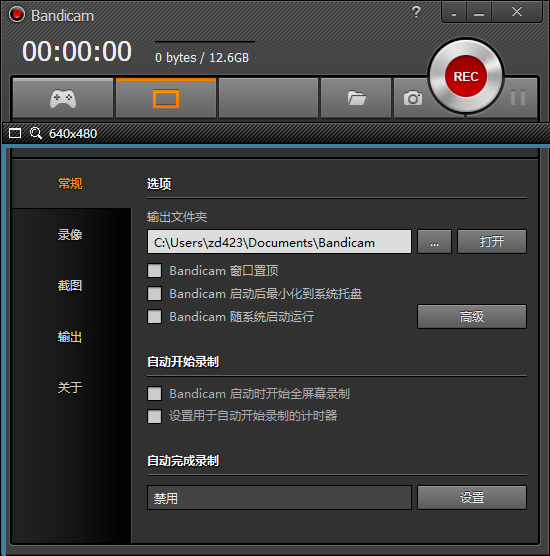 Bandicam
?
00:00:00
0 bytes / 12.6GB
REC
640x480
常规
录像
截图
输出
关于
选项
输出文件夹
C:\Users\zd423\Documents\Bandicam
...
打开
Bandicam 窗口置顶
Bandicam 启动后最小化到系统托盘
Bandicam 随系统启动运行
高级
自动开始录制
Bandicam 启动时开始全屏幕录制
设置用于自动开始录制的计时器
自动完成录制
禁用
设置